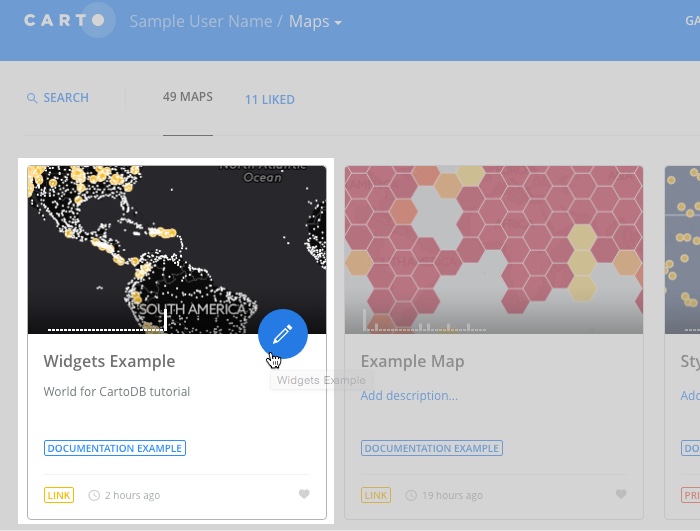 CARTO Sample User Name / Maps GA
SEARCH 49 MAPS 11 LIKED
North Atlantic
Ocean
SOUTH AMERICA
Widgets Example
World for CartoDB tutorial
Widgets Example
DOCUMENTATION EXAMPLE
LINK 2 hours ago
Example Map
Add description...
DOCUMENTATION EXAMPLE
LINK 19 hours ago
Sty
Add
DO
PRI